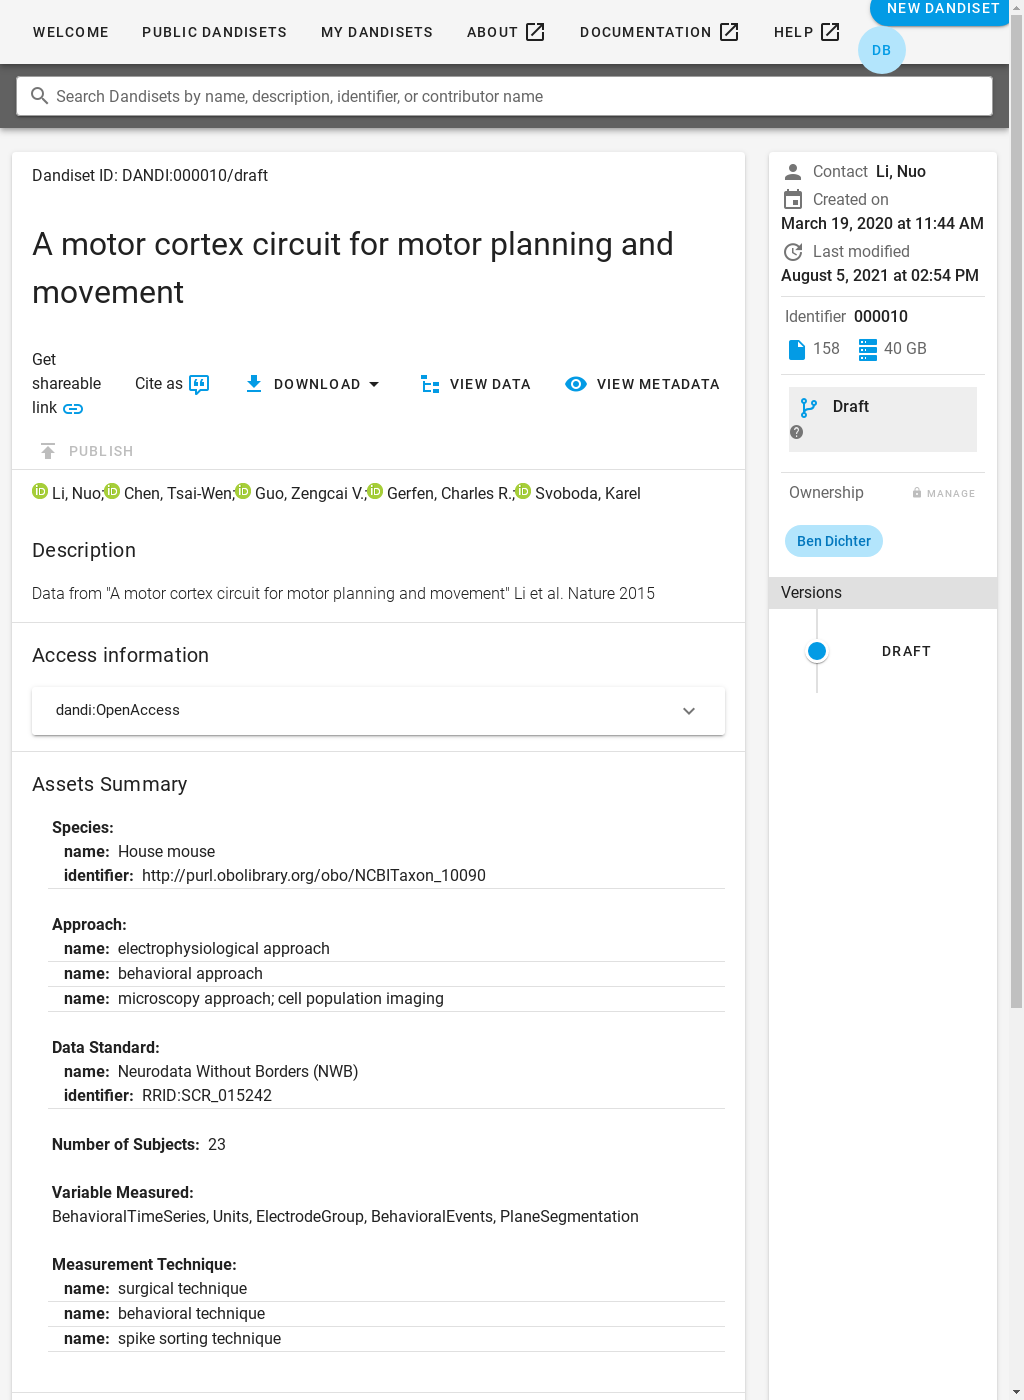 WELCOME PUBLIC DANDISETS MY DANDISETS ABOUT DOCUMENTATION HELP NEW DANDISET
DB
Search Dandisets by name, description, identifier, or contributor name
Dandiset ID: DANDI:000010/draft
A motor cortex circuit for motor planning and
movement
Get
shareable
link
Cite as
DOWNLOAD
VIEW DATA
VIEW METADATA
PUBLISH
Li, Nuo; Chen, Tsai-Wen; Guo, Zengcai V.; Gerfen, Charles R.; Svoboda, Karel
Description
Data from "A motor cortex circuit for motor planning and movement" Li et al. Nature 2015
Access information
dandi:OpenAccess
Assets Summary
Species:
name: House mouse
identifier: http://purl.obolibrary.org/obo/NCBITaxon_10090
Approach:
name: electrophysiological approach
name: behavioral approach
name: microscopy approach; cell population imaging
Data Standard:
name: Neurodata Without Borders (NWB)
identifier: RRID:SCR_015242
Number of Subjects: 23
Variable Measured:
BehavioralTimeSeries, Units, ElectrodeGroup, BehavioralEvents, PlaneSegmentation
Measurement Technique:
name: surgical technique
name: behavioral technique
name: spike sorting technique
Contact Li, Nuo
Created on
March 19, 2020 at 11:44 AM
Last modified
August 5, 2021 at 02:54 PM
Identifier 000010
158 40 GB
Draft
Ownership MANAGE
Ben Dichter
Versions
DRAFT